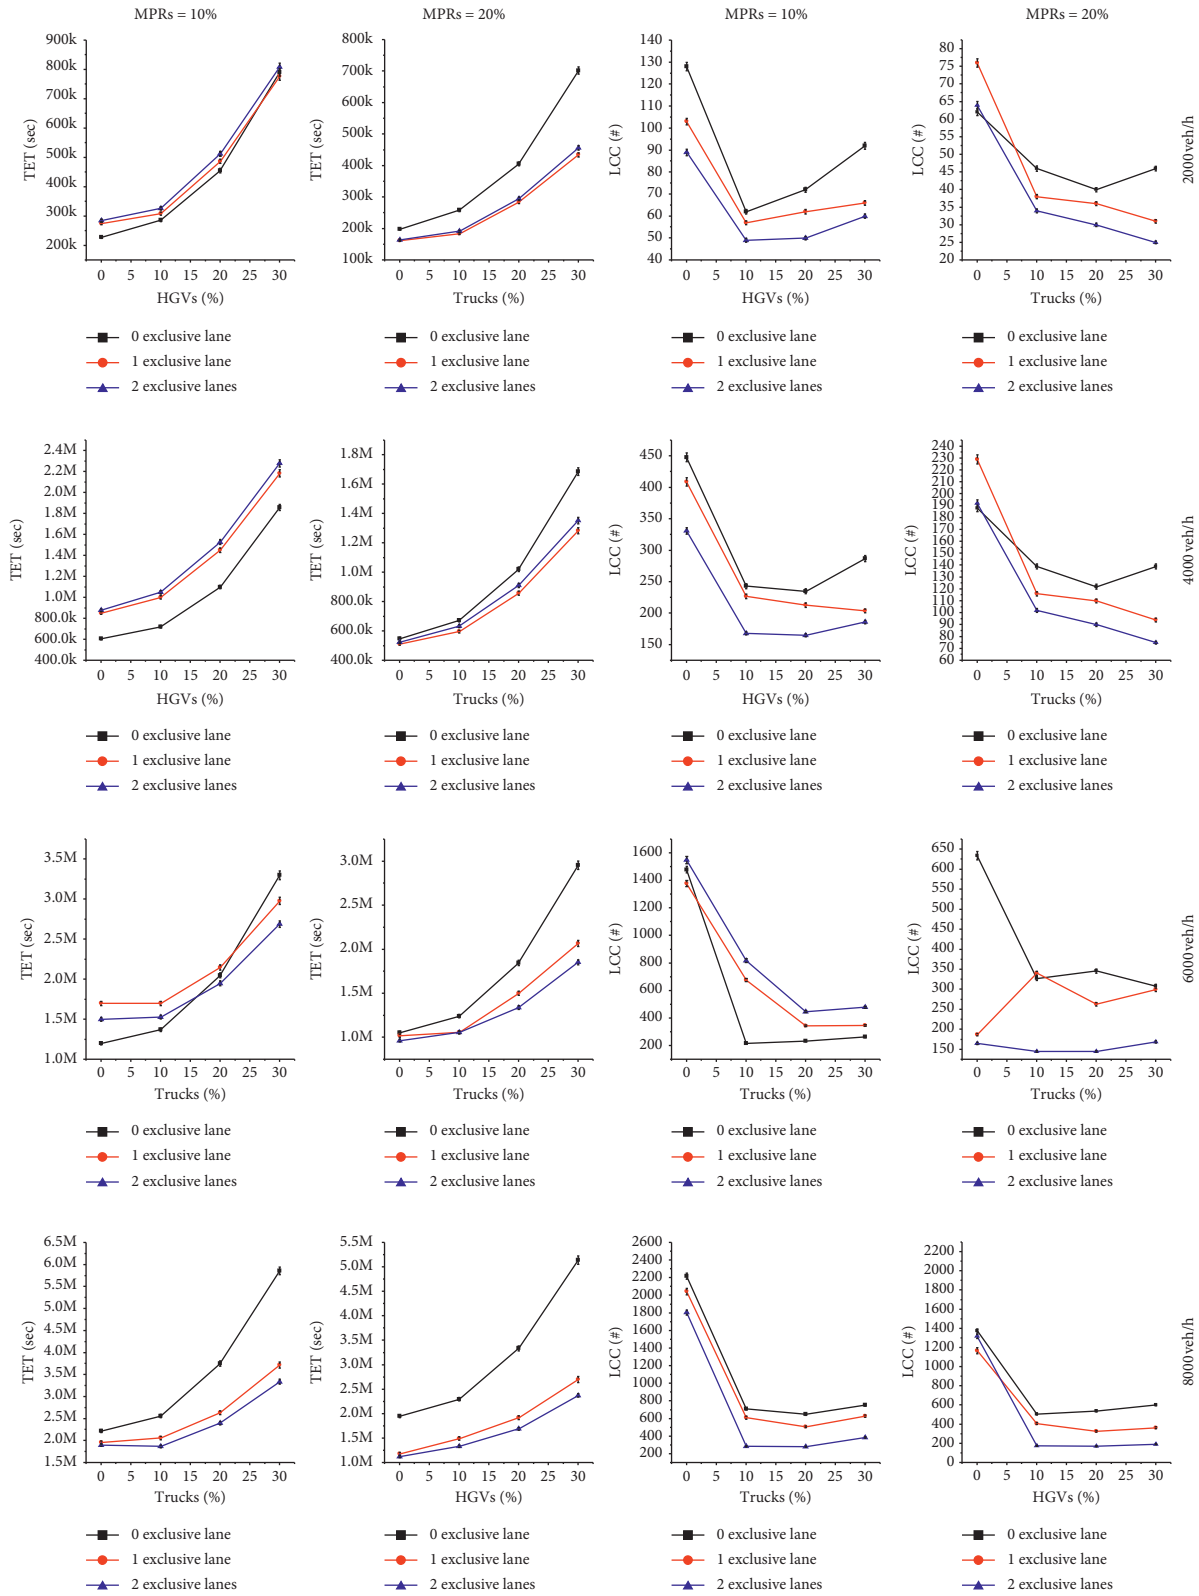 MPRs = 10%
MPRs = 20%
MPRs = 10%
MPRs = 20%
900k
800k
700k
600k
500k
400k
300k
200k
TET (sec)
0 5 10 15 20 25 30
HGVs (%)
0 exclusive lane
1 exclusive lane
2 exclusive lanes
800k
700k
600k
500k
400k
300k
200k
100k
TET (sec)
0 5 10 15 20 25 30
Trucks (%)
0 exclusive lane
1 exclusive lane
2 exclusive lanes
140
130
120
110
100
90
80
70
60
50
40
LCC (#)
0 5 10 15 20 25 30
HGVs (%)
0 exclusive lane
1 exclusive lane
2 exclusive lanes
80
75
70
65
60
55
50
45
40
35
30
25
20
LCC (#)
0 5 10 15 20 25 30
Trucks (%)
0 exclusive lane
1 exclusive lane
2 exclusive lanes
2000 veh/h
2.4M
2.2M
2.0M
1.8M
1.6M
1.4M
1.2M
1.0M
800.0k
600.0k
400.0k
TET (sec)
0 5 10 15 20 25 30
HGVs (%)
0 exclusive lane
1 exclusive lane
2 exclusive lanes
1.8M
1.6M
1.4M
1.2M
1.0M
800.0k
600.0k
400.0k
TET (sec)
0 5 10 15 20 25 30
Trucks (%)
0 exclusive lane
1 exclusive lane
2 exclusive lanes
450
400
350
300
250
200
150
LCC (#)
0 5 10 15 20 25 30
HGVs (%)
0 exclusive lane
1 exclusive lane
2 exclusive lanes
240
230
220
210
200
190
180
170
160
150
140
130
120
110
100
90
80
70
60
LCC (#)
0 5 10 15 20 25 30
Trucks (%)
0 exclusive lane
1 exclusive lane
2 exclusive lanes
4000 veh/h
3.5M
3.0M
2.5M
2.0M
1.5M
1.0M
TET (sec)
0 5 10 15 20 25 30
Trucks (%)
0 exclusive lane
1 exclusive lane
2 exclusive lanes
3.0M
2.5M
2.0M
1.5M
1.0M
TET (sec)
0 5 10 15 20 25 30
Trucks (%)
0 exclusive lane
1 exclusive lane
2 exclusive lanes
1600
1400
1200
1000
800
600
400
200
LCC (#)
0 5 10 15 20 25 30
Trucks (%)
0 exclusive lane
1 exclusive lane
2 exclusive lanes
650
600
550
500
450
400
350
300
250
200
150
LCC (#)
0 5 10 15 20 25 30
Trucks (%)
0 exclusive lane
1 exclusive lane
2 exclusive lanes
6000 veh/h
6.5M
6.0M
5.5M
5.0M
4.5M
4.0M
3.5M
3.0M
2.5M
2.0M
1.5M
TET (sec)
0 5 10 15 20 25 30
Trucks (%)
0 exclusive lane
1 exclusive lane
2 exclusive lanes
5.5M
5.0M
4.5M
4.0M
3.5M
3.0M
2.5M
2.0M
1.5M
1.0M
TET (sec)
0 5 10 15 20 25 30
HGVs (%)
0 exclusive lane
1 exclusive lane
2 exclusive lanes
2600
2400
2200
2000
1800
1600
1400
1200
1000
800
600
400
200
LCC (#)
0 5 10 15 20 25 30
Trucks (%)
0 exclusive lane
1 exclusive lane
2 exclusive lanes
2200
2000
1800
1600
1400
1200
1000
800
600
400
200
0
LCC (#)
0 5 10 15 20 25 30
HGVs (%)
0 exclusive lane
1 exclusive lane
2 exclusive lanes
8000 veh/h